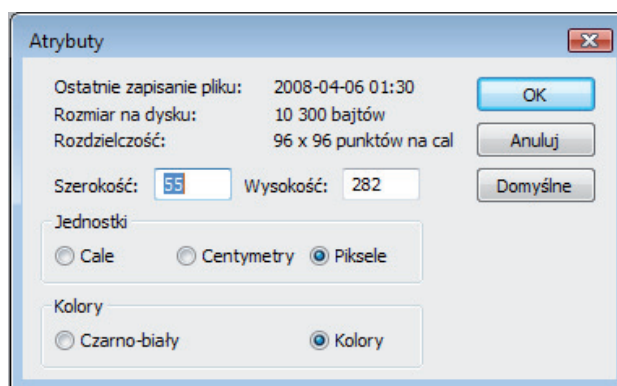 Atrybuty
Ostatnie zapisanie pliku: 2008-04-06 01:30
Rozmiar na dysku: 10 300 bajtów
Rozdzielczość: 96 x 96 punktów na cal
OK
Anuluj
Domyślne
Szerokość: 55 Wysokość: 282
Jednostki
Cale Centymetry Piksele
Kolory
Czarno-biały Kolory